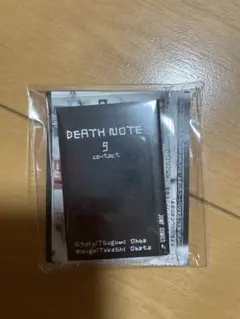 DEATH NOTE
9
contact
Story/Tsugumi Ohba
Manga/Takeshi Obata